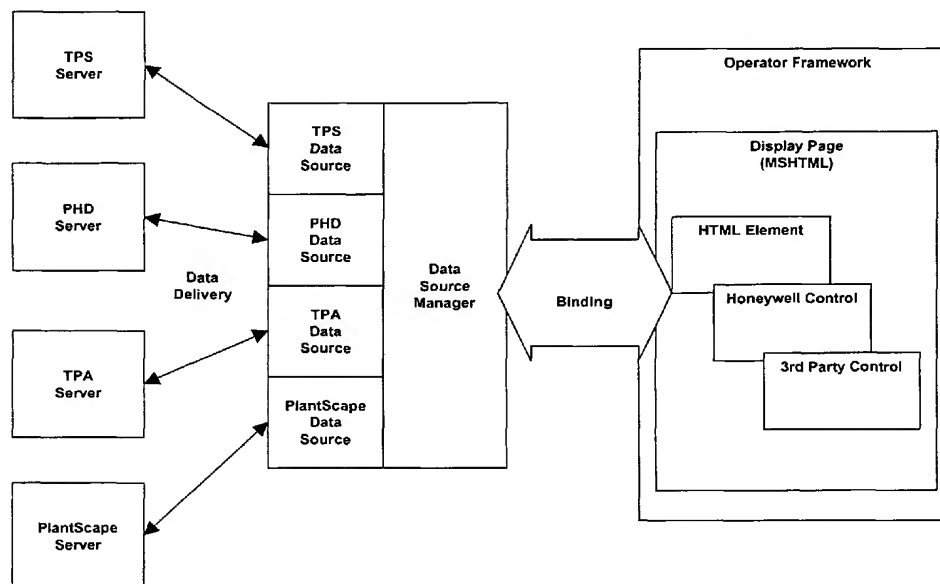 TPS
Server
PHD
Server
TPA
Server
PlantScape
Server
Data
Delivery
TPS
Data
Source
PHD
Data
Source
TPA
Data
Source
PlantScape
Data
Source
Data
Source
Manager
Binding
Operator Framework
Display Page
(MSHTML)
HTML Element
Honeywell Control
3rd Party Control